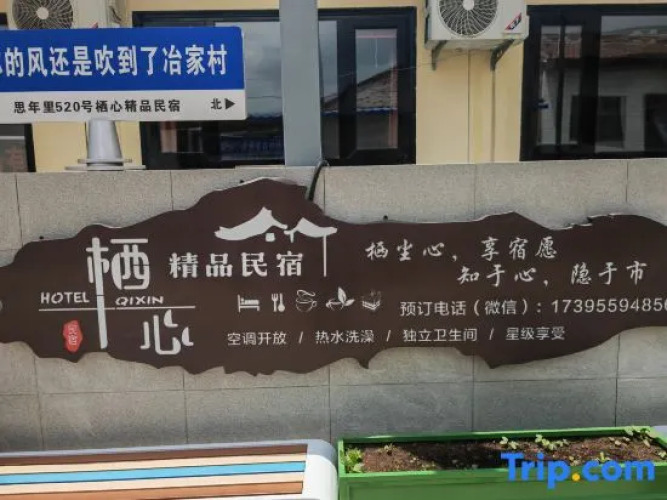 的风还是吹到了冶家村
思年里520号栖心精品民宿 北▶
栖心
HOTEL QIXIN
民宿
精品民宿
栖尘心，享宿愿
知于心，隐于市
预订电话（微信）：1739559485
空调开放 / 热水洗澡 / 独立卫生间 / 星级享受
Trip.com